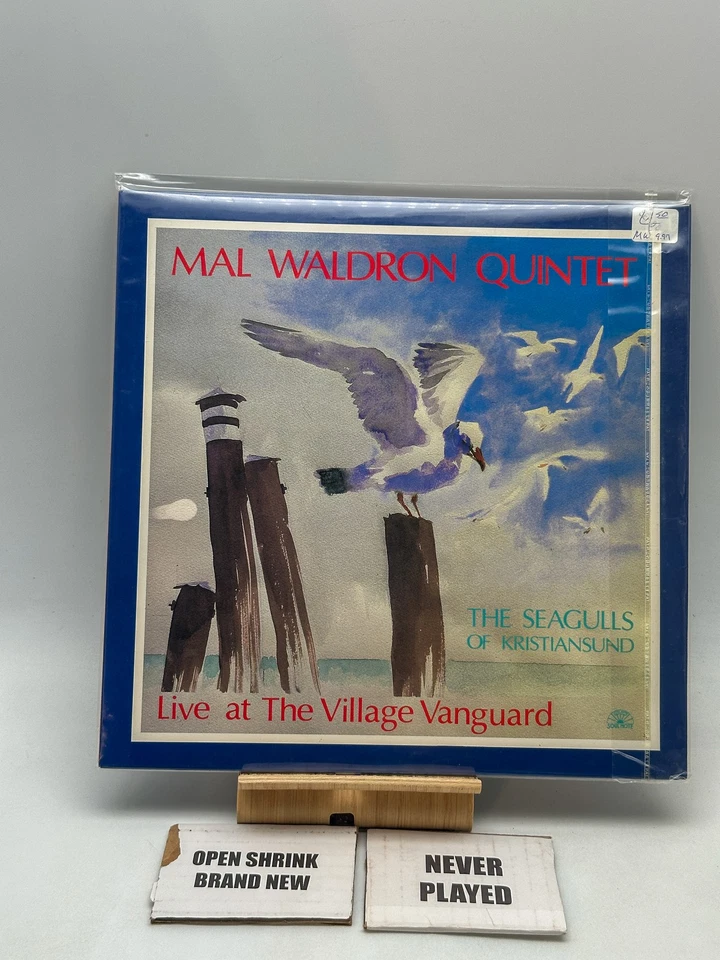 MAL WALDRON QUINTET
THE SEAGULLS
OF KRISTIANSUND
Live at The Village Vanguard
OPEN SHRINK
BRAND NEW
NEVER
PLAYED